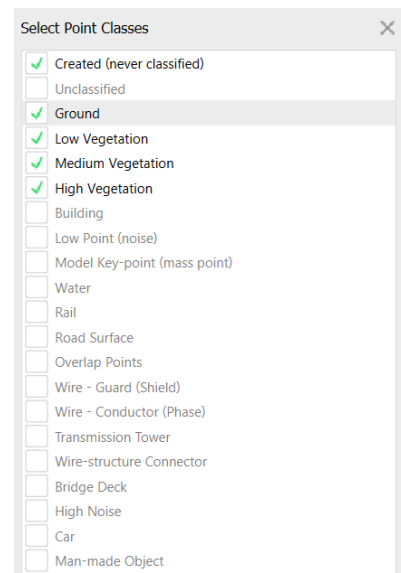 Select Point Classes
Created (never classified)
Unclassified
Ground
Low Vegetation
Medium Vegetation
High Vegetation
Building
Low Point (noise)
Model Key-point (mass point)
Water
Rail
Road Surface
Overlap Points
Wire - Guard (Shield)
Wire - Conductor (Phase)
Transmission Tower
Wire-structure Connector
Bridge Deck
High Noise
Car
Man-made Object